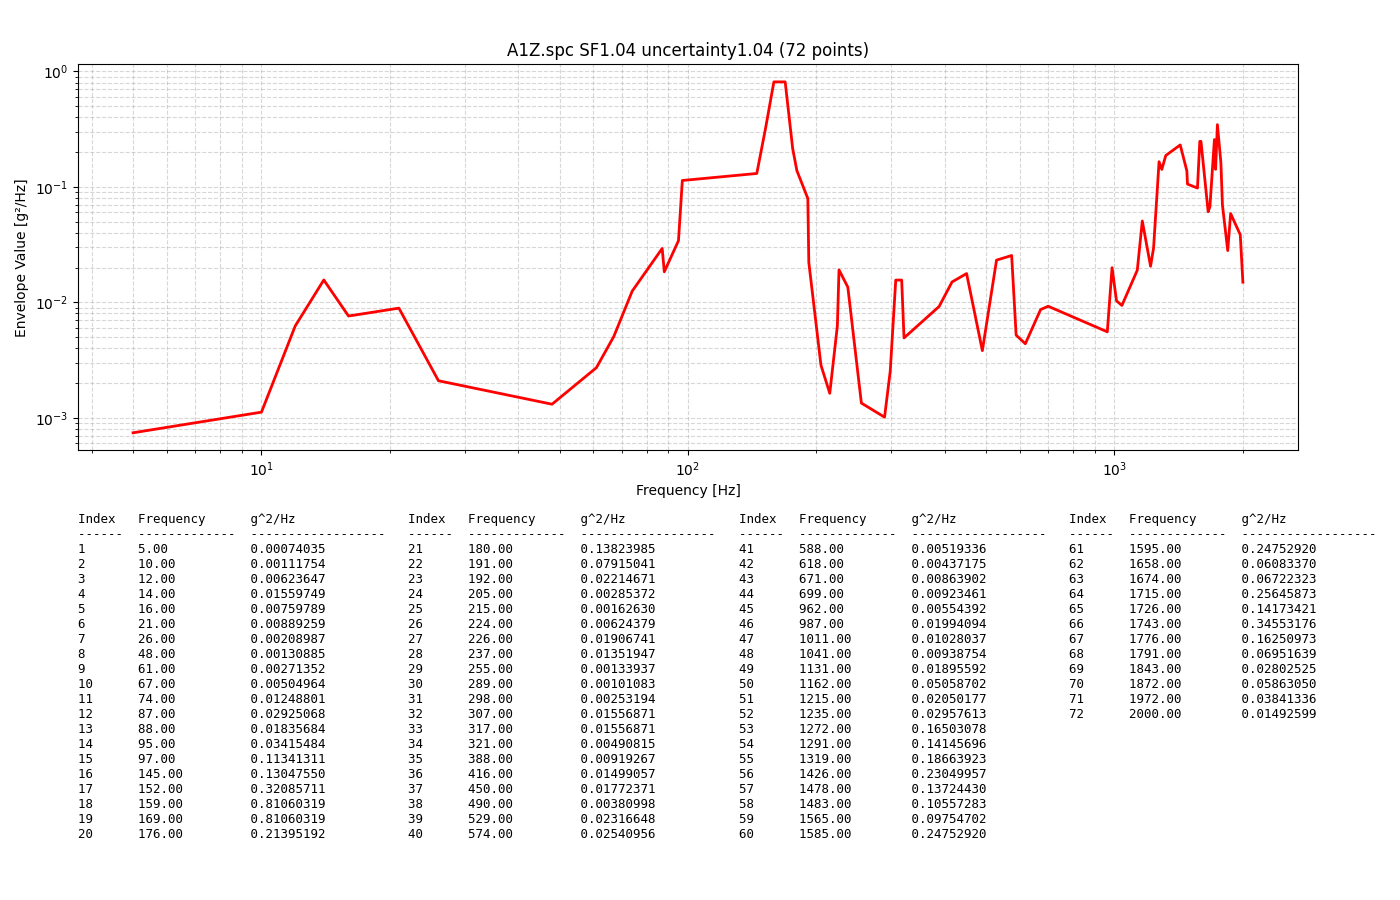 A1Z.spc SF1.04 uncertainty1.04 (72 points)
Envelope Value [g²/Hz]
10⁰
10⁻¹
10⁻²
10⁻³
10¹ 10² 10³
Frequency [Hz]
Index Frequency g^2/Hz Index Frequency g^2/Hz Index Frequency g^2/Hz Index Frequency g^2/Hz
------ ------------- ------------------ ------ ------------- ------------------ ------ ------------- ------------------ ------ ------------- ------------------
1 5.00 0.00074035 21 180.00 0.13823985 41 588.00 0.00519336 61 1595.00 0.24752920
2 10.00 0.00111754 22 191.00 0.07915041 42 618.00 0.00437175 62 1658.00 0.06083370
3 12.00 0.00623647 23 192.00 0.02214671 43 671.00 0.00863902 63 1674.00 0.06722323
4 14.00 0.01559749 24 205.00 0.00285372 44 699.00 0.00923461 64 1715.00 0.25645873
5 16.00 0.00759789 25 215.00 0.00162630 45 962.00 0.00554392 65 1726.00 0.14173421
6 21.00 0.00889259 26 224.00 0.00624379 46 987.00 0.01994094 66 1743.00 0.34553176
7 26.00 0.00208987 27 226.00 0.01906741 47 1011.00 0.01028037 67 1776.00 0.16250973
8 48.00 0.00130885 28 237.00 0.01351947 48 1041.00 0.00938754 68 1791.00 0.06951639
9 61.00 0.00271352 29 255.00 0.00133937 49 1131.00 0.01895592 69 1843.00 0.02802525
10 67.00 0.00504964 30 289.00 0.00101083 50 1162.00 0.05058702 70 1872.00 0.05863050
11 74.00 0.01248801 31 298.00 0.00253194 51 1215.00 0.02050177 71 1972.00 0.03841336
12 87.00 0.02925068 32 307.00 0.01556871 52 1235.00 0.02957613 72 2000.00 0.01492599
13 88.00 0.01835684 33 317.00 0.01556871 53 1272.00 0.16503078
14 95.00 0.03415484 34 321.00 0.00490815 54 1291.00 0.14145696
15 97.00 0.11341311 35 388.00 0.00919267 55 1319.00 0.18663923
16 145.00 0.13047550 36 416.00 0.01499057 56 1426.00 0.23049957
17 152.00 0.32085711 37 450.00 0.01772371 57 1478.00 0.13724430
18 159.00 0.81060319 38 490.00 0.00380998 58 1483.00 0.10557283
19 169.00 0.81060319 39 529.00 0.02316648 59 1565.00 0.09754702
20 176.00 0.21395192 40 574.00 0.02540956 60 1585.00 0.24752920